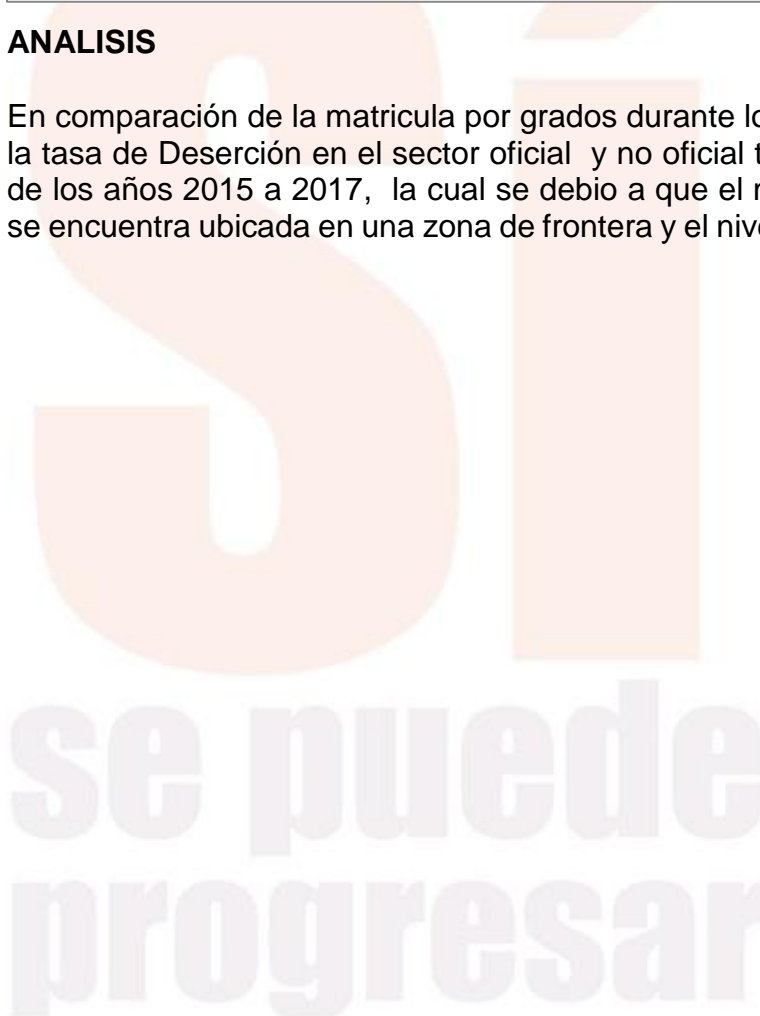 ANALISIS
En comparación de la matricula por grados durante
la tasa de Deserción en el sector oficial y no oficial
de los años 2015 a 2017, la cual se debio a que el
se encuentra ubicada en una zona de frontera y el
Sí
se puede
progresar